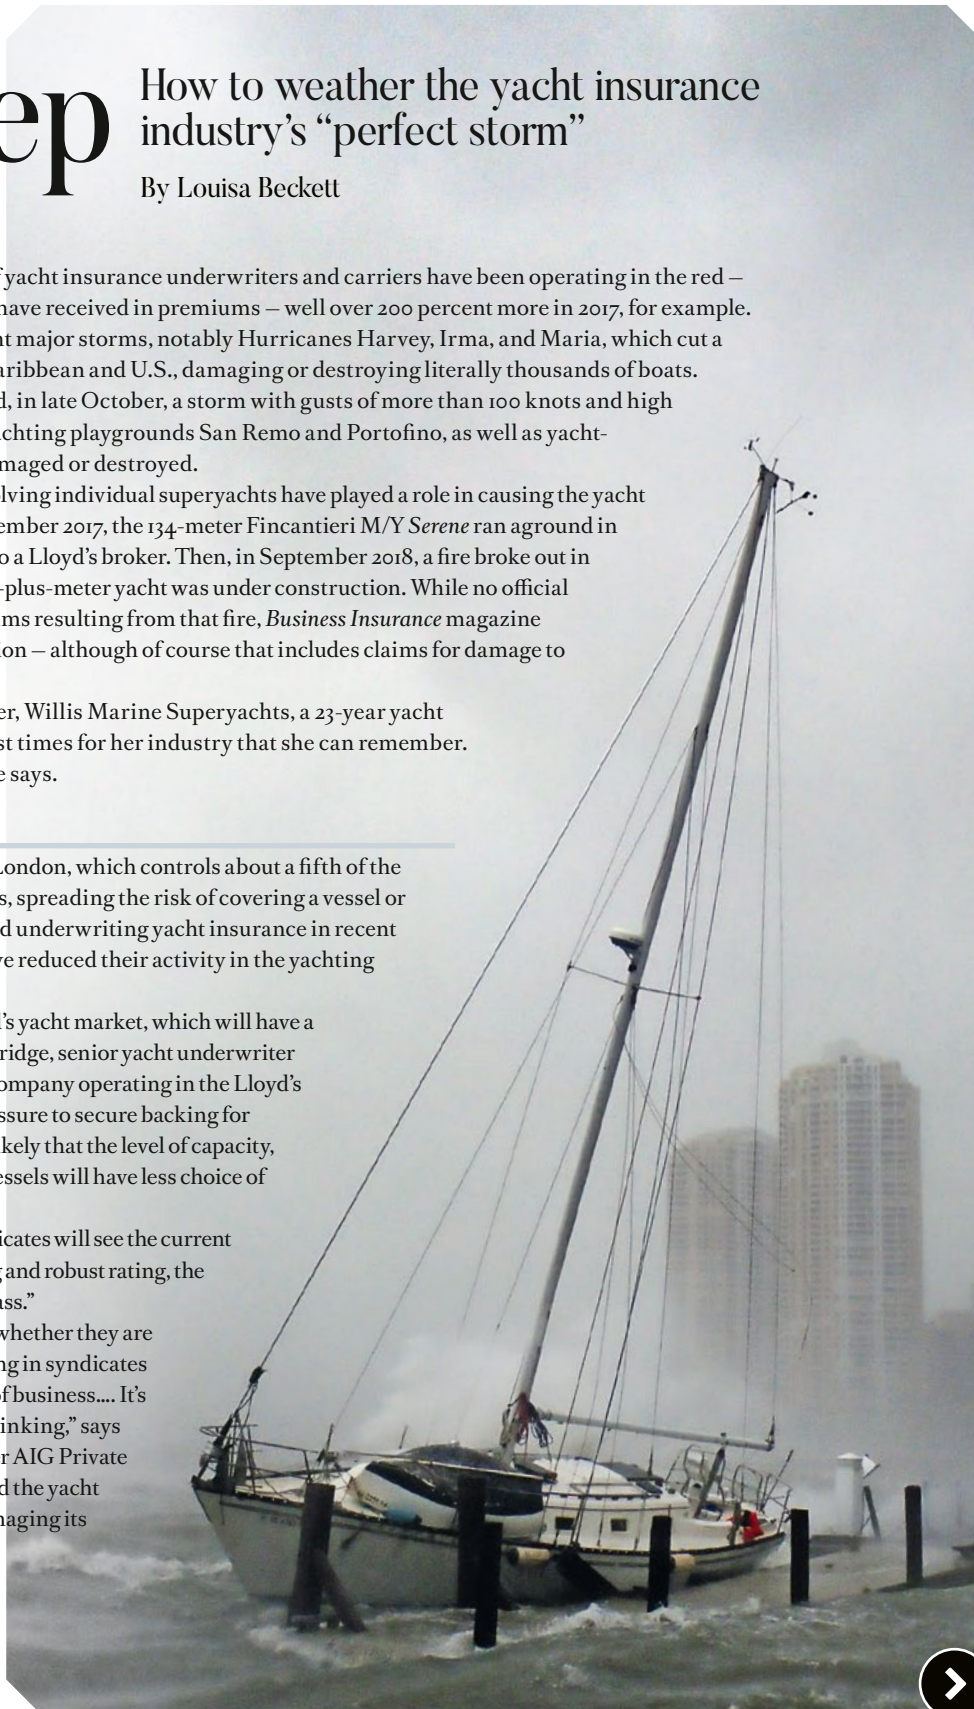 ep
How to weather the yacht insurance
industry’s “perfect storm”
By Louisa Beckett
yacht insurance underwriters and carriers have been operating in the red —
have received in premiums — well over 200 percent more in 2017, for example.
nt major storms, notably Hurricanes Harvey, Irma, and Maria, which cut a
aribbean and U.S., damaging or destroying literally thousands of boats.
d, in late October, a storm with gusts of more than 100 knots and high
achting playgrounds San Remo and Portofino, as well as yacht-
maged or destroyed.
olving individual superyachts have played a role in causing the yacht
ember 2017, the 134-meter Fincantieri M/Y Serene ran aground in
o a Lloyd’s broker. Then, in September 2018, a fire broke out in
-plus-meter yacht was under construction. While no official
ms resulting from that fire, Business Insurance magazine
ion — although of course that includes claims for damage to
er, Willis Marine Superyachts, a 23-year yacht
st times for her industry that she can remember.
e says.
London, which controls about a fifth of the
s, spreading the risk of covering a vessel or
d underwriting yacht insurance in recent
ve reduced their activity in the yachting
l’s yacht market, which will have a
ridge, senior yacht underwriter
ompany operating in the Lloyd’s
ssure to secure backing for
kely that the level of capacity,
essels will have less choice of
icates will see the current
g and robust rating, the
ass.”
whether they are
ng in syndicates
of business.... It’s
inking,” says
r AIG Private
d the yacht
naging its